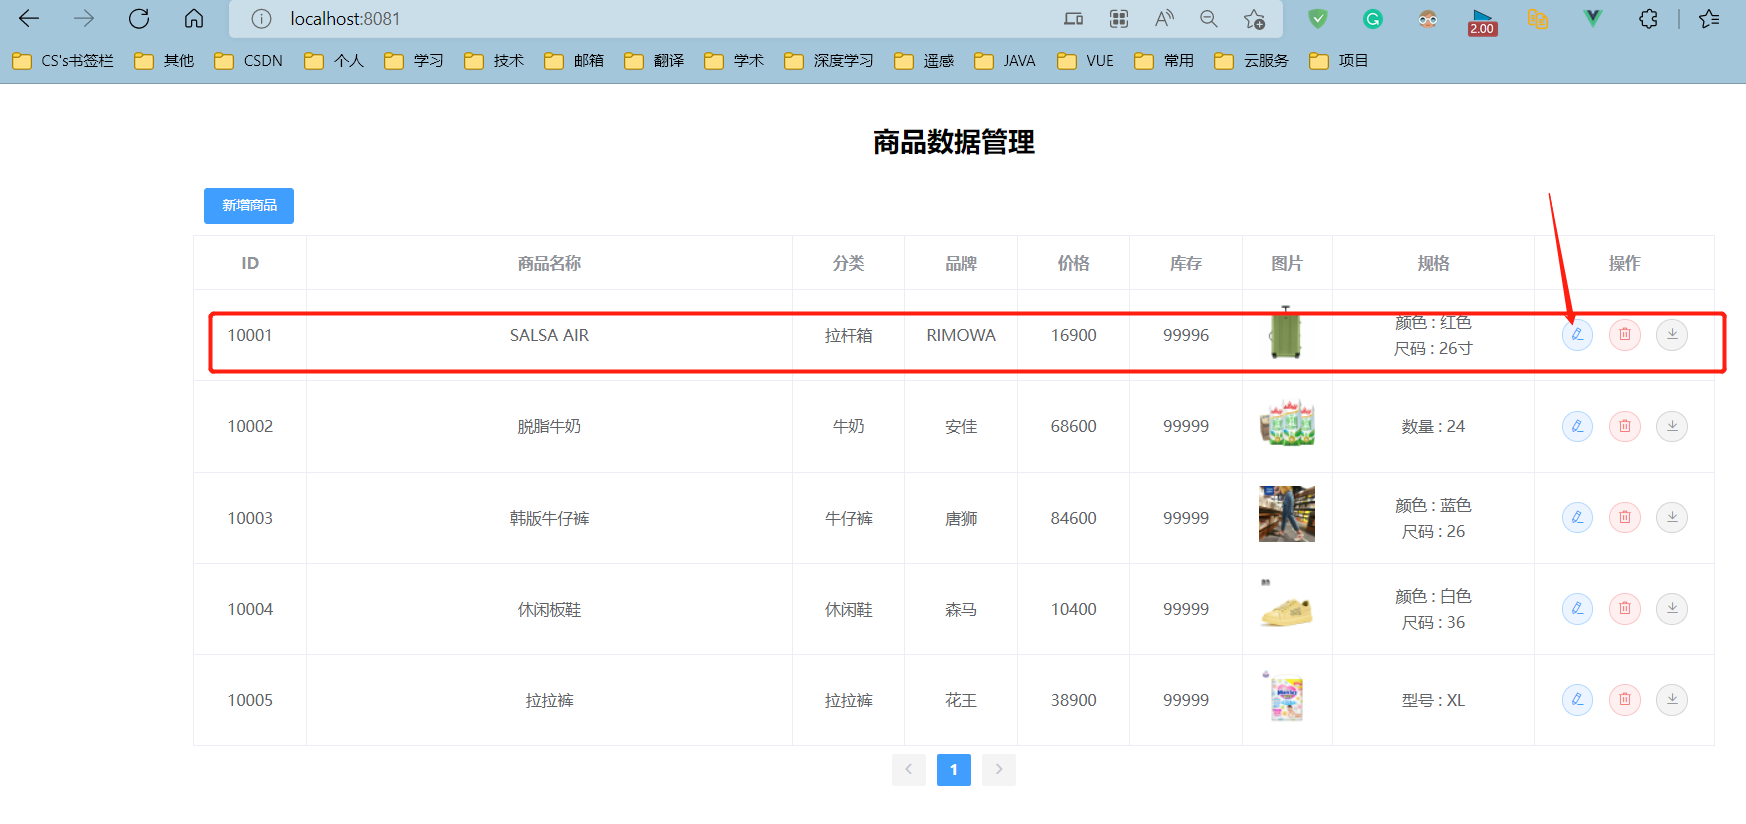 localhost:8081
2.00
CS's书签栏 其他 CSDN 个人 学习 技术 邮箱 翻译 学术 深度学习 遥感 JAVA VUE 常用 云服务 项目
商品数据管理
新增商品
ID 商品名称 分类 品牌 价格 库存 图片 规格 操作
10001 SALSA AIR 拉杆箱 RIMOWA 16900 99996 颜色 : 红色
尺码 : 26寸
10002 脱脂牛奶 牛奶 安佳 68600 99999 数量 : 24
10003 韩版牛仔裤 牛仔裤 唐狮 84600 99999 颜色 : 蓝色
尺码 : 26
10004 休闲板鞋 休闲鞋 森马 10400 99999 颜色 : 白色
尺码 : 36
10005 拉拉裤 拉拉裤 花王 38900 99999 型号 : XL
1